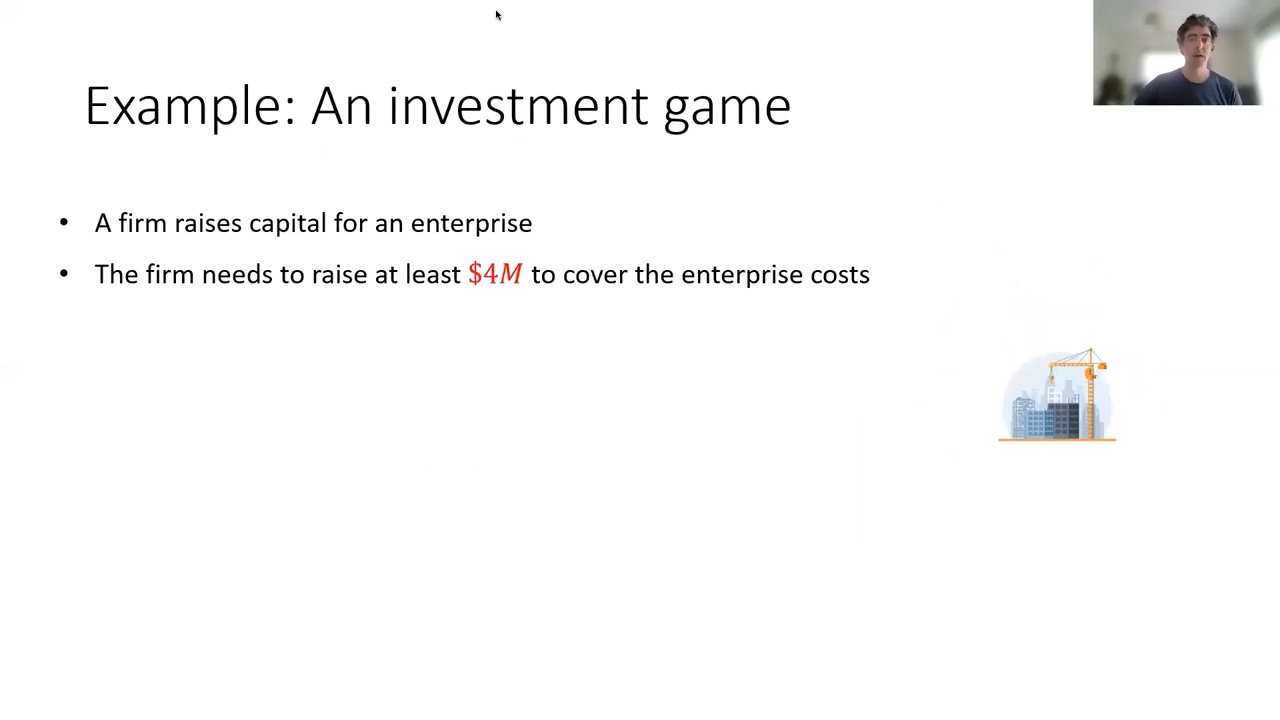 Example: An investment game
• A firm raises capital for an enterprise
• The firm needs to raise at least $4M to cover the enterprise costs